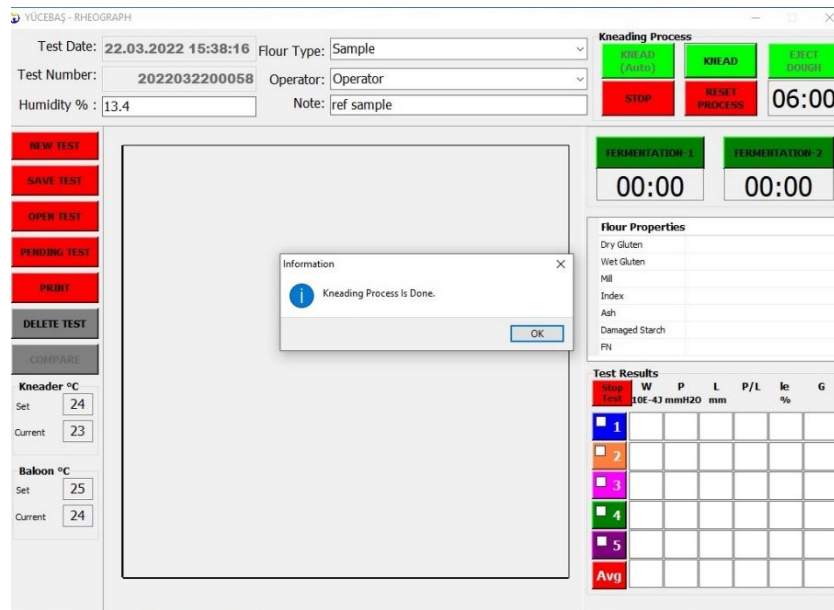 YÜCEBAŞ - RHEOGRAPH
Test Date: 22.03.2022 15:38:16 Flour Type: Sample
Test Number: 2022032200058 Operator: Operator
Humidity % : 13.4 Note: ref sample
Kneading Process
KNEAD (Auto)
KNEAD
EJECT DOUGH
STOP
RESET PROCESS
06:00
NEW TEST
SAVE TEST
OPEN TEST
PENDING TEST
PRINT
DELETE TEST
COMPARE
Kneader ºC
Set 24
Current 23
Baloon ºC
Set 25
Current 24
Information
Kneading Process Is Done.
OK
FERMENTATION-1 FERMENTATION-2
00:00 00:00
Flour Properties
Dry Gluten
Wet Gluten
Mill
Index
Ash
Damaged Starch
FN
Test Results
Stop Test
W P L P/L Ie G
10E-4J mmH2O mm %
1
2
3
4
5
Avg